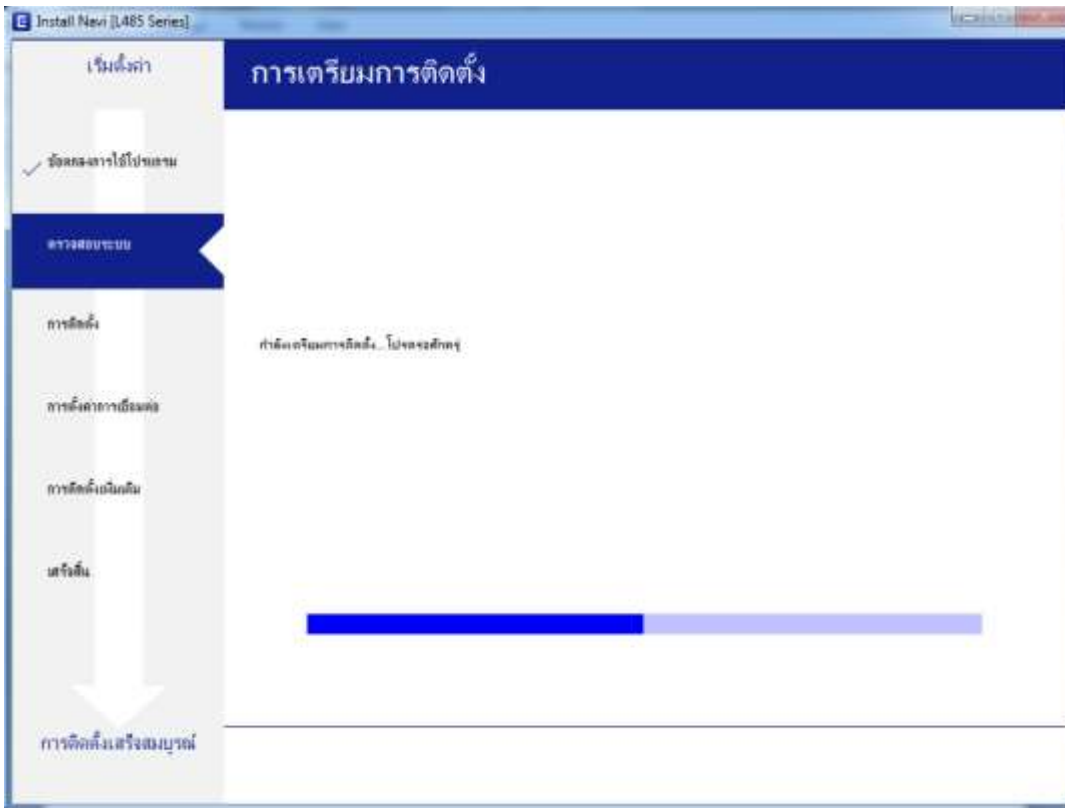 Install Navi [L485 Series]
เริ่มตั้งค่า
การเตรียมการติดตั้ง
ข้อตกลงการใช้โปรแกรม
ตรวจสอบระบบ
การติดตั้ง
กำลังเตรียมการติดตั้ง...โปรดรอสักครู่
การตั้งค่าการเชื่อมต่อ
การติดตั้งเพิ่มเติม
เสร็จสิ้น
การติดตั้งเสร็จสมบูรณ์